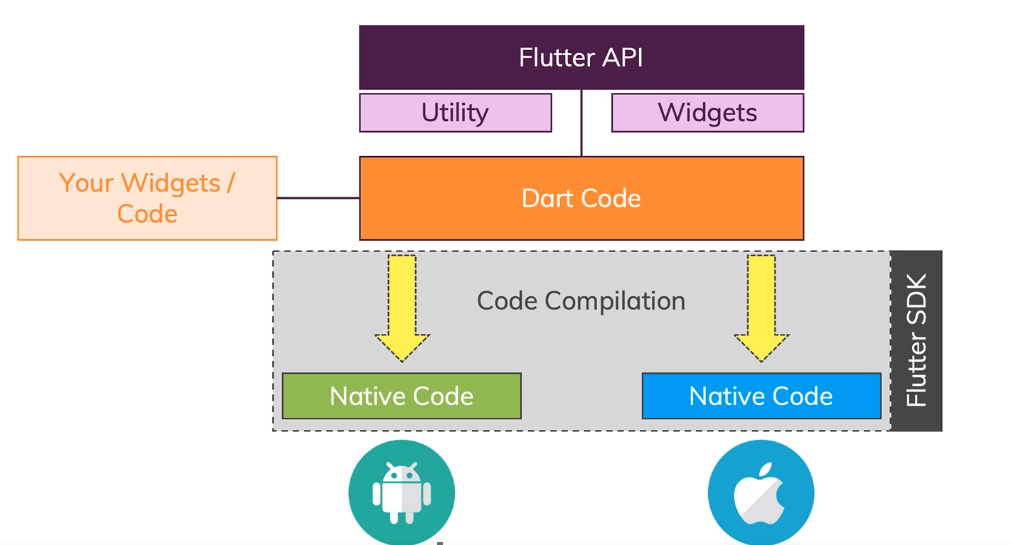 Flutter API
Utility
Widgets
Your Widgets /
Code
Dart Code
Code Compilation
Flutter SDK
Native Code
Native Code